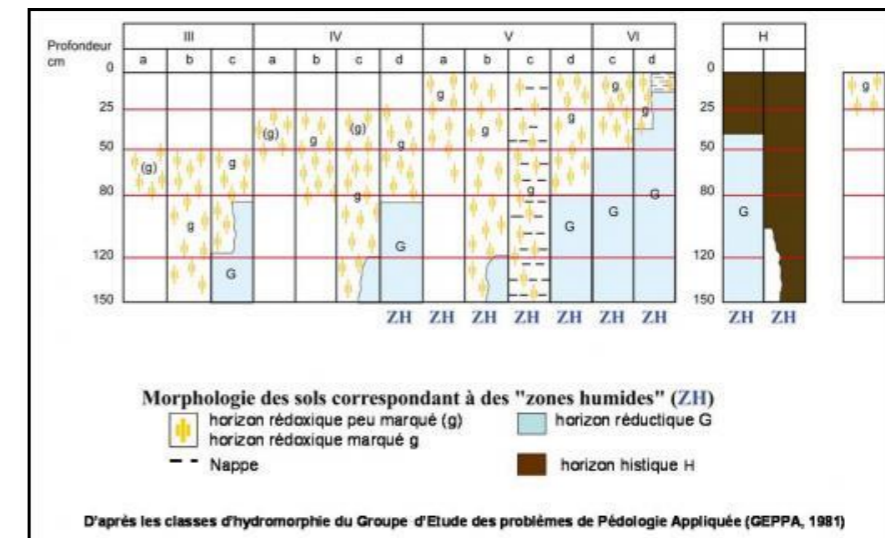 III IV V VI H
Profondeur
cm
a b c a b c d a b c d c d
0 0
25 25
50 50
80 80
120 120
150 150
(g) g g G
(g) g (g) g g G
g g g g G
g G g G
G
g
ZH ZH ZH ZH ZH ZH ZH ZH ZH
Morphologie des sols correspondant à des "zones humides" (ZH)
horizon rédoxique peu marqué (g)
horizon rédoxique marqué g
horizon réductique G
Nappe
horizon histique H
D'après les classes d'hydromorphie du Groupe d'Etude des problèmes de Pédologie Appliquée (GEPPA, 1981)